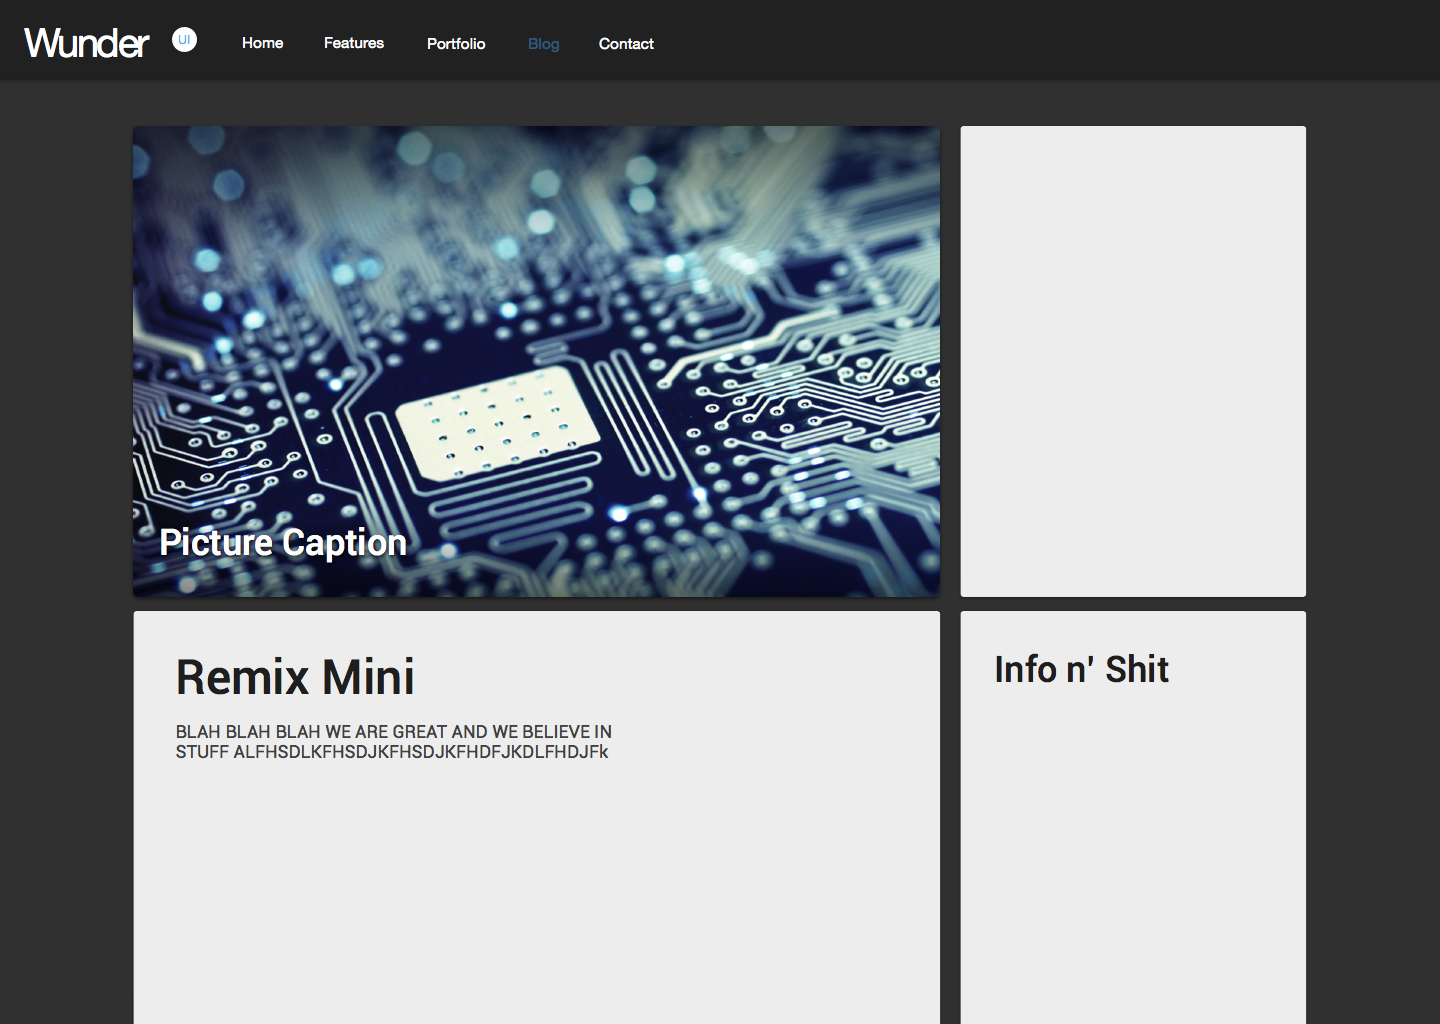 Wunder UI Home Features Portfolio Blog Contact
Picture Caption
Remix Mini
BLAH BLAH BLAH WE ARE GREAT AND WE BELIEVE IN
STUFF ALFHSDLKFHSDJKFHSDJKFHDFJKDLFHDJFk
Info n' Shit